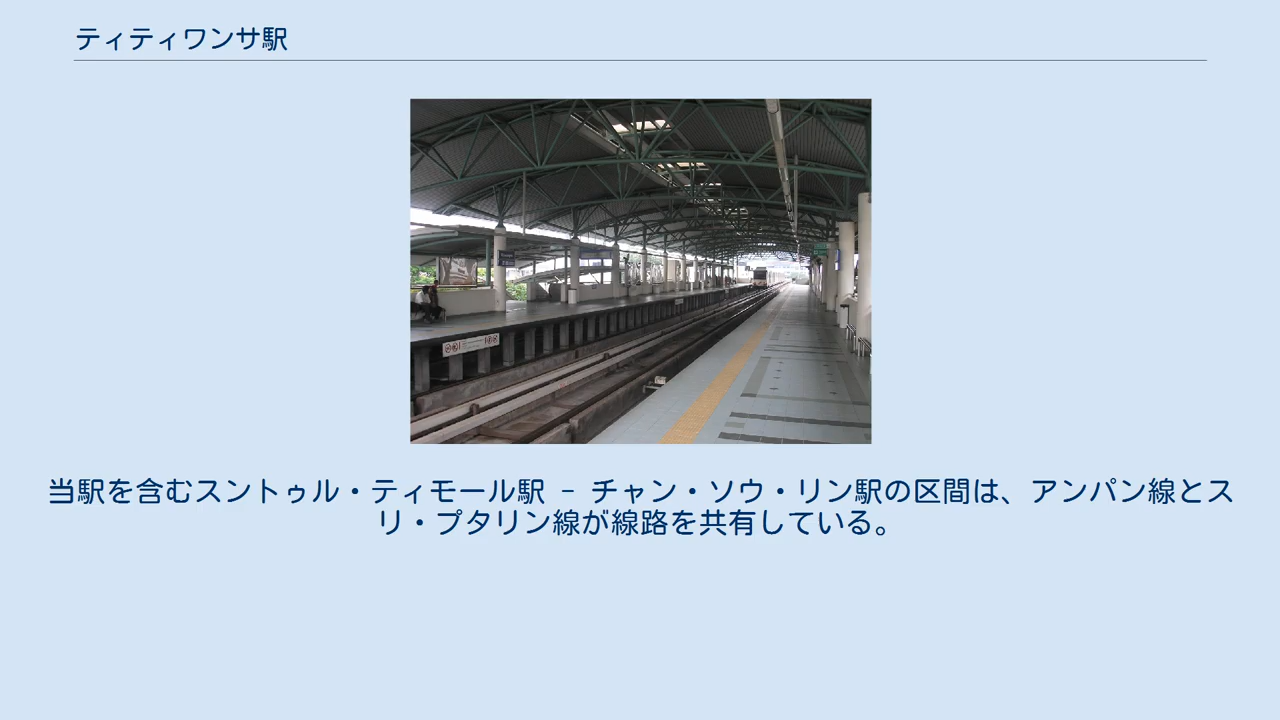 ティティワンサ駅
当駅を含むスントゥル・ティモール駅 – チャン・ソウ・リン駅の区間は、アンパン線とス
リ・プタリン線が線路を共有している。